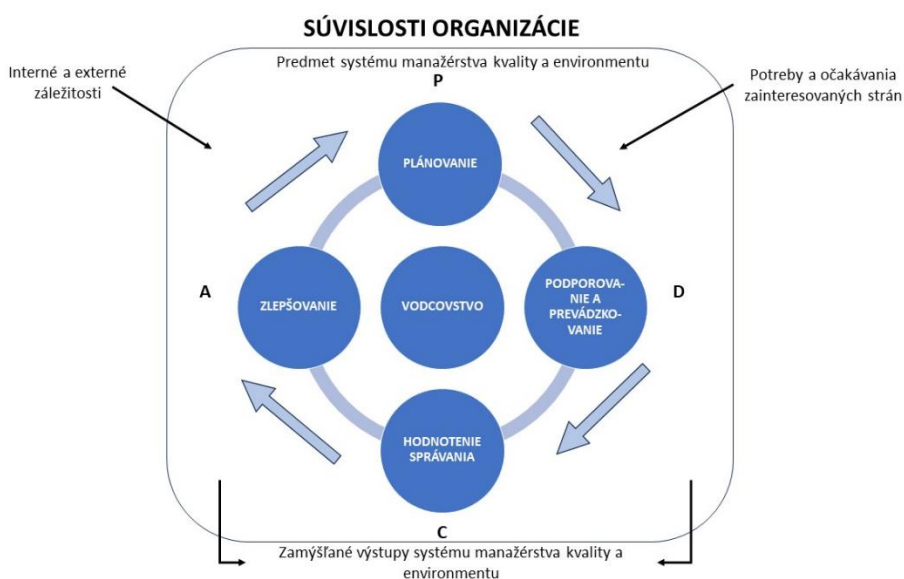 SÚVISLOSTI ORGANIZÁCIE
Predmet systému manažérstva kvality a environmentu
Interné a externé
záležitosti
Potreby a očakávania
zainteresovaných strán
P
PLÁNOVANIE
A
ZLEPŠOVANIE
VODCOVSTVO
PODPOROVA-
NIE A
PREVÁDZKO-
VANIE
D
HODNOTENIE
SPRÁVANIA
C
Zamýšľané výstupy systému manažérstva kvality a
environmentu